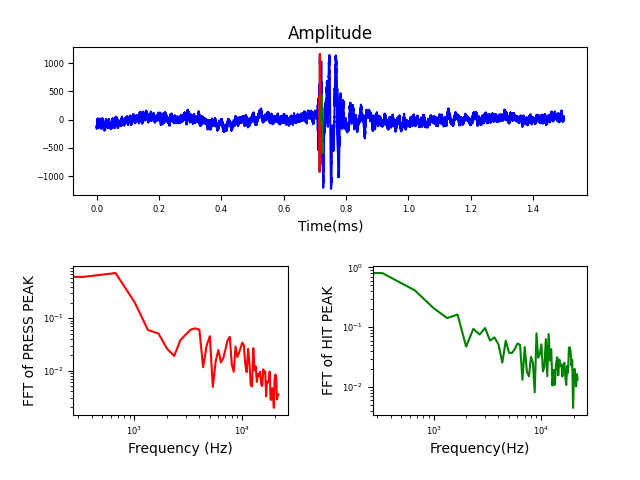 Amplitude
1000
500
0
−500
−1000
0.0 0.2 0.4 0.6 0.8 1.0 1.2 1.4
Time(ms)
FFT of PRESS PEAK
10⁻¹
10⁻²
10³ 10⁴
Frequency (Hz)
FFT of HIT PEAK
10⁰
10⁻¹
10⁻²
10³ 10⁴
Frequency(Hz)